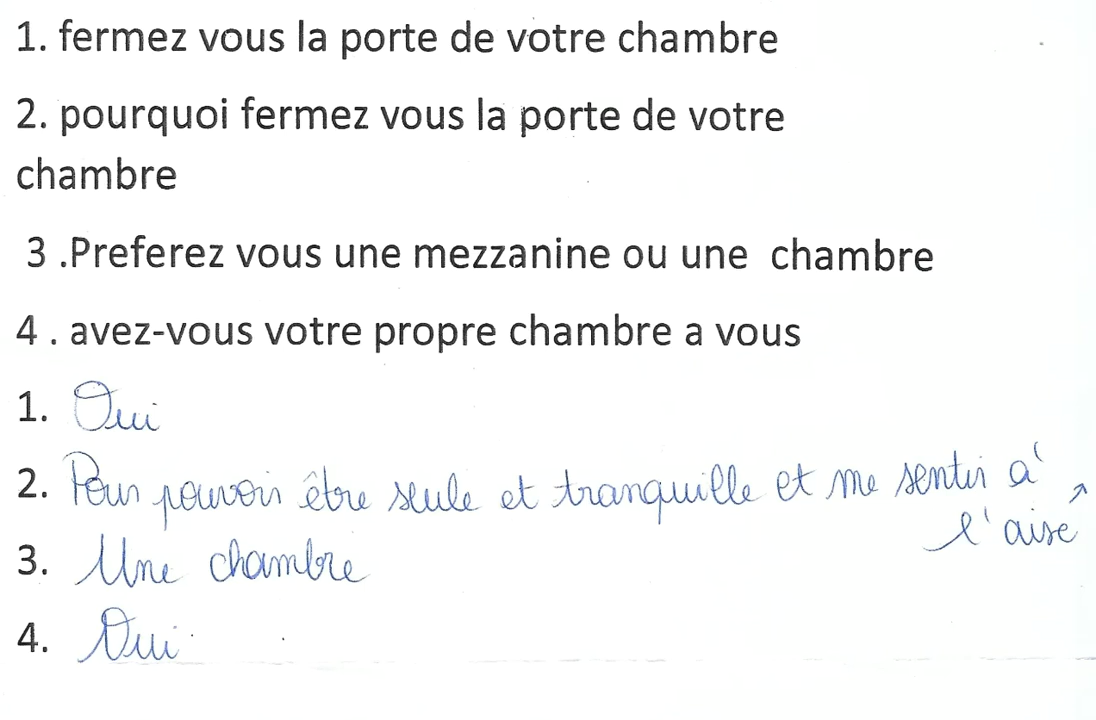 1. fermez vous la porte de votre chambre
2. pourquoi fermez vous la porte de votre
chambre
3 .Preferez vous une mezzanine ou une chambre
4 . avez-vous votre propre chambre a vous
1. Oui
2. Pour pouvoir être seule et tranquille et me sentir à
l'aise
3. Une chambre
4. Oui